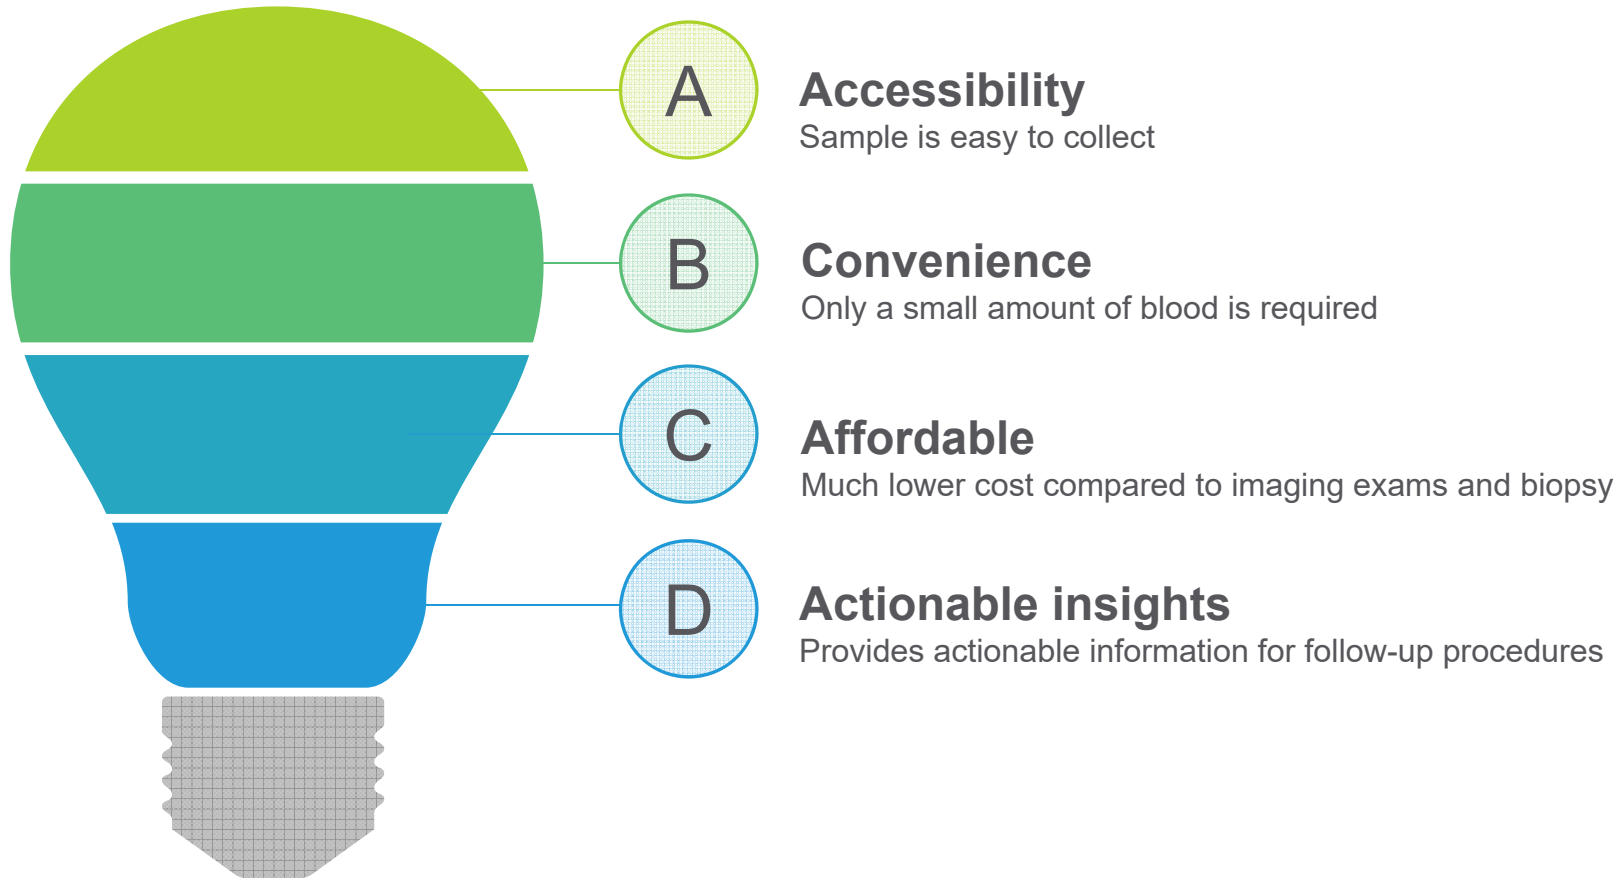 A
Accessibility
Sample is easy to collect
B
Convenience
Only a small amount of blood is required
C
Affordable
Much lower cost compared to imaging exams and biopsy
D
Actionable insights
Provides actionable information for follow-up procedures